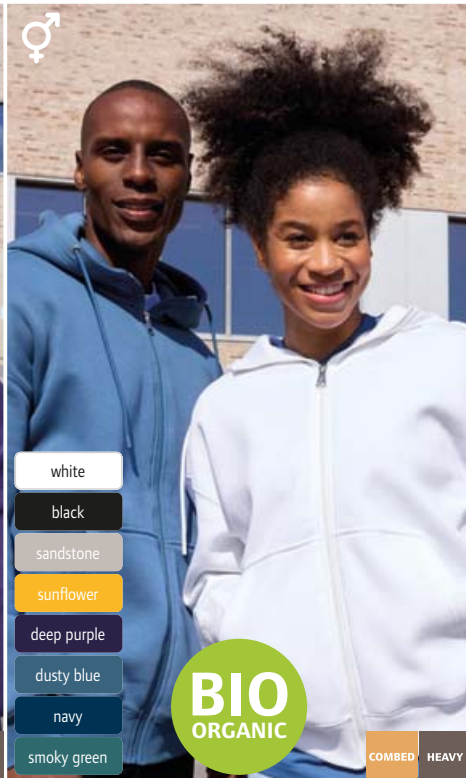 white
black
sandstone
sunflower
deep purple
dusty blue
navy
smoky green
BIO
ORGANIC
COMBED HEAVY